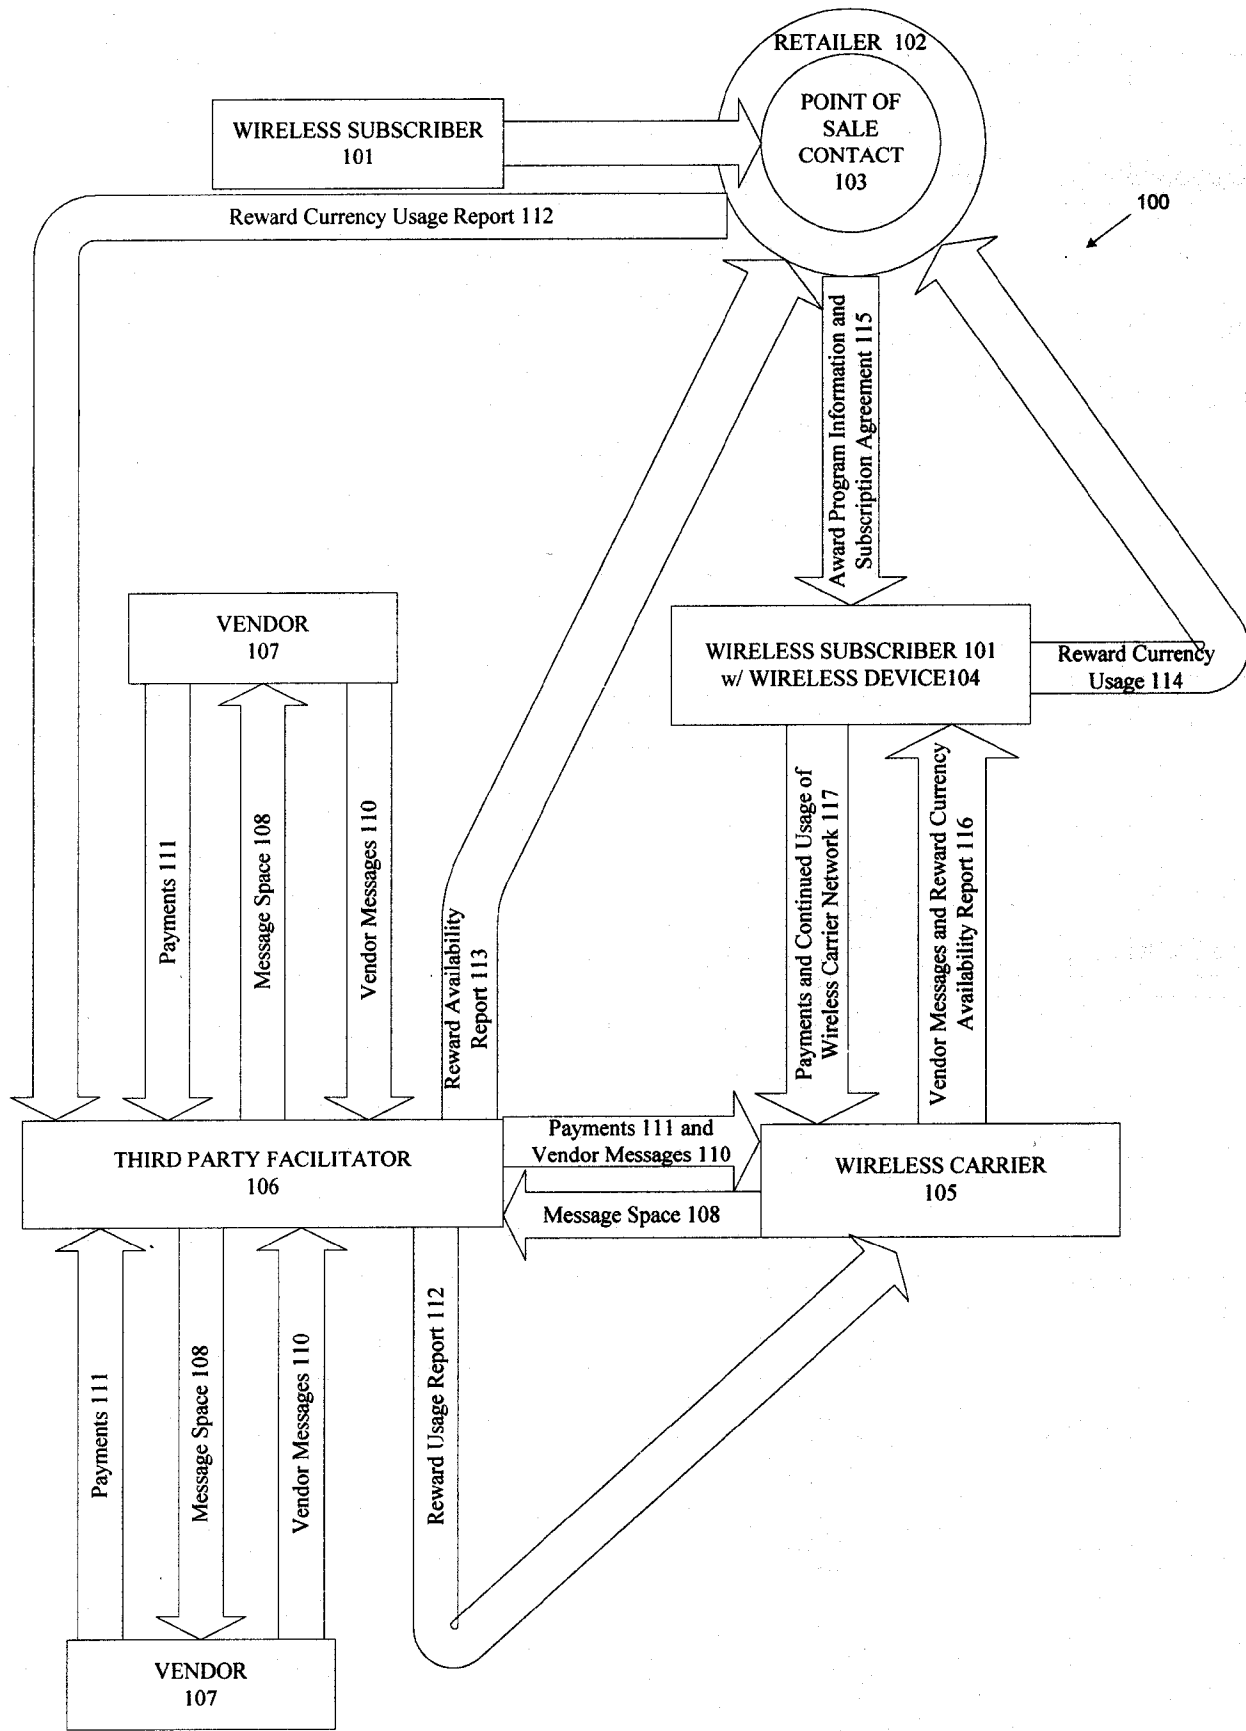 RETAILER 102
POINT OF
SALE
CONTACT
103
WIRELESS SUBSCRIBER
101
100
Reward Currency Usage Report 112
Award Program Information and
Subscription Agreement 115
VENDOR
107
WIRELESS SUBSCRIBER 101
w/ WIRELESS DEVICE104
Reward Currency
Usage 114
Payments 111
Message Space 108
Vendor Messages 110
Reward Availability
Report 113
Payments and Continued Usage of
Wireless Carrier Network 117
Vendor Messages and Reward Currency
Availability Report 116
THIRD PARTY FACILITATOR
106
Payments 111 and
Vendor Messages 110
Message Space 108
WIRELESS CARRIER
105
Payments 111
Message Space 108
Vendor Messages 110
Reward Usage Report 112
VENDOR
107